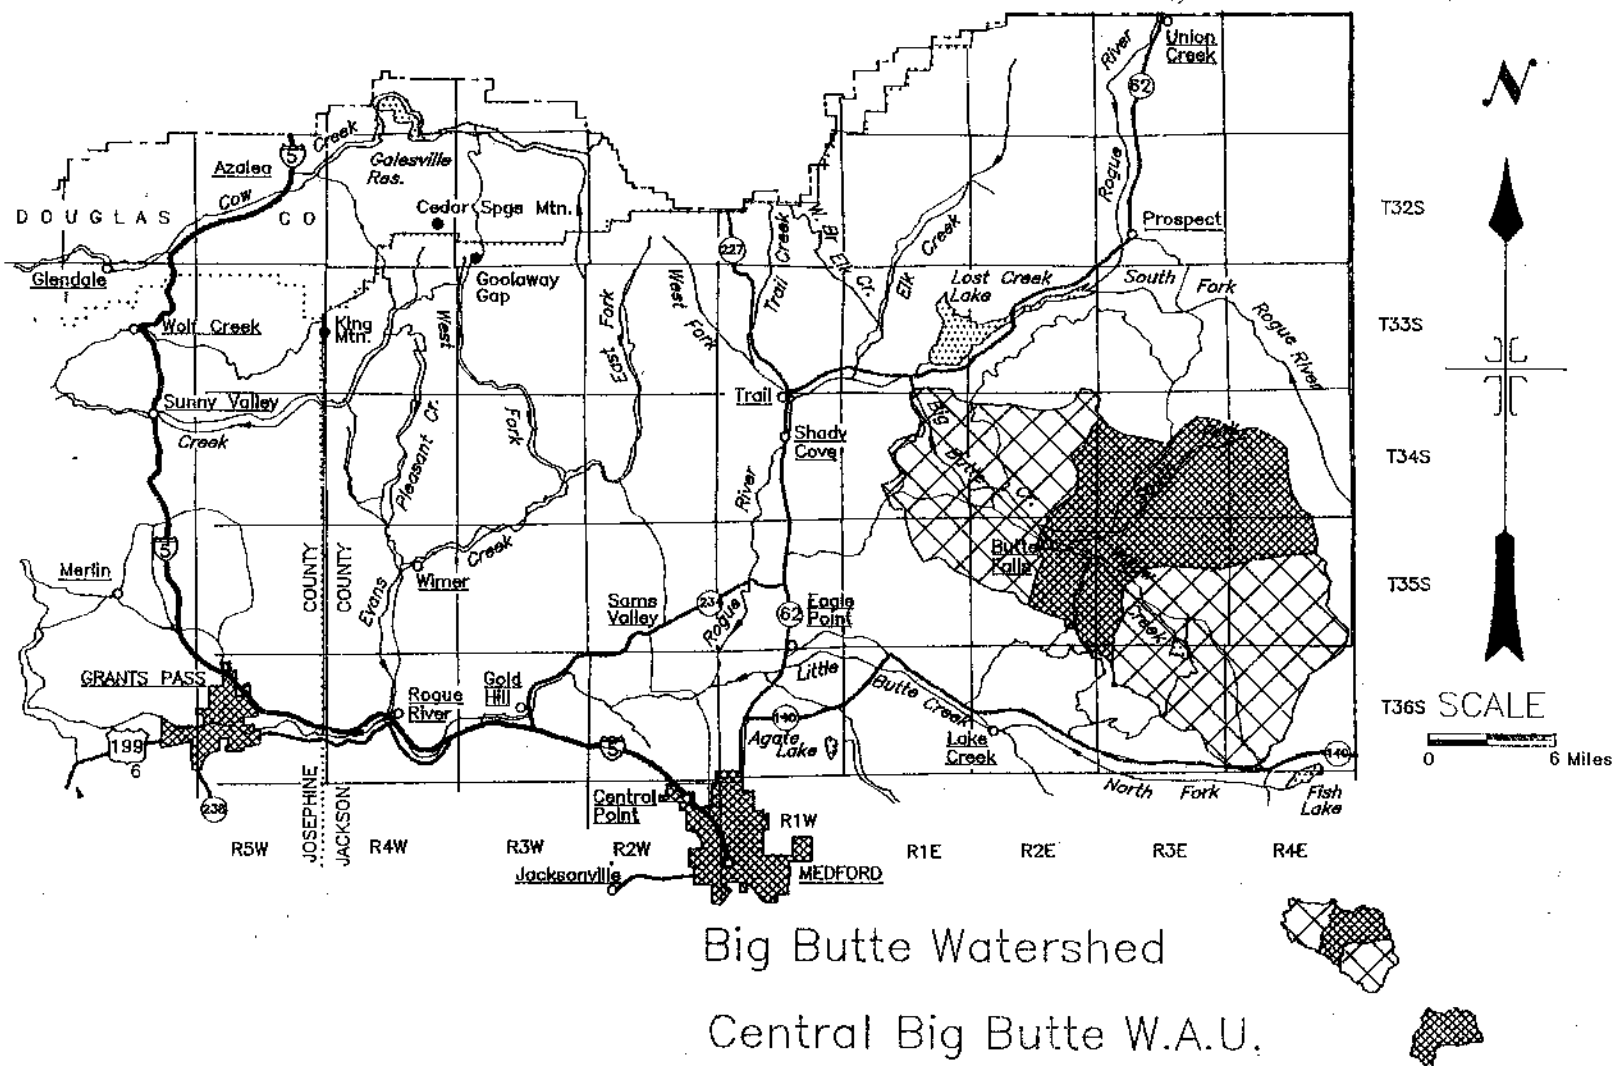 Union
Creek
River
62
Creek
Azalea
5
Galesville
Res.
Rogue
Cow
DOUGLAS CO
Cedar Spgs Mtn.
W. Br. Elk Cr.
Trail Creek
227
Elk Creek
Prospect
T32S
Glendale
Goolaway
Gap
Lost Creek
Lake
South Fork
Rogue River
Wolf Creek
King
Mtn.
West Fork
East Fork
West Fork
T33S
Trail
Sunny Valley
Creek
Pleasant Cr.
Shady
Cove
Big Butte Cr.
T34S
River
Merlin
5
COUNTY
COUNTY
Evans
Wimer
Creek
Butte
Falls
T35S
Sams
Valley
234
Rogue
62
Eagle
Point
Creek
GRANTS PASS
Gold
Hill
Rogue
River
Little Butte Creek
T36S
SCALE
0 6 Miles
199
6
5
140
Agate
Lake
Lake
Creek
140
North Fork
Fish
Lake
238
JOSEPHINE
JACKSON
Central
Point
R5W
R4W
R3W
R2W
R1W
R1E
R2E
R3E
R4E
Jacksonville
MEDFORD
Big Butte Watershed
Central Big Butte W.A.U.